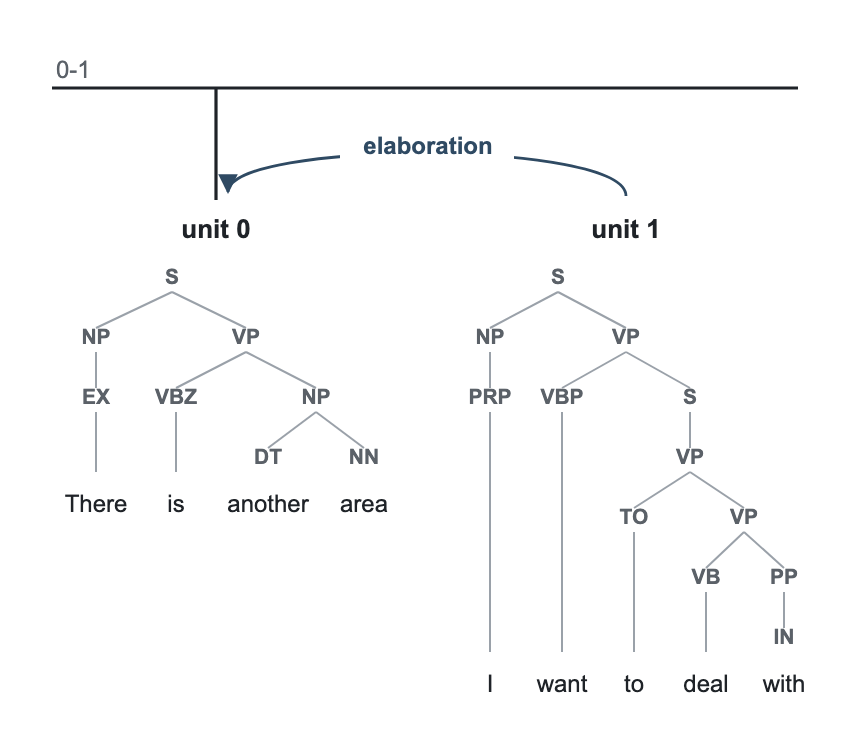 0-1
elaboration
unit 0 unit 1
S S
NP VP NP VP
EX VBZ NP PRP VBP S
DT NN VP
There is another area TO VP
VB PP
IN
I want to deal with